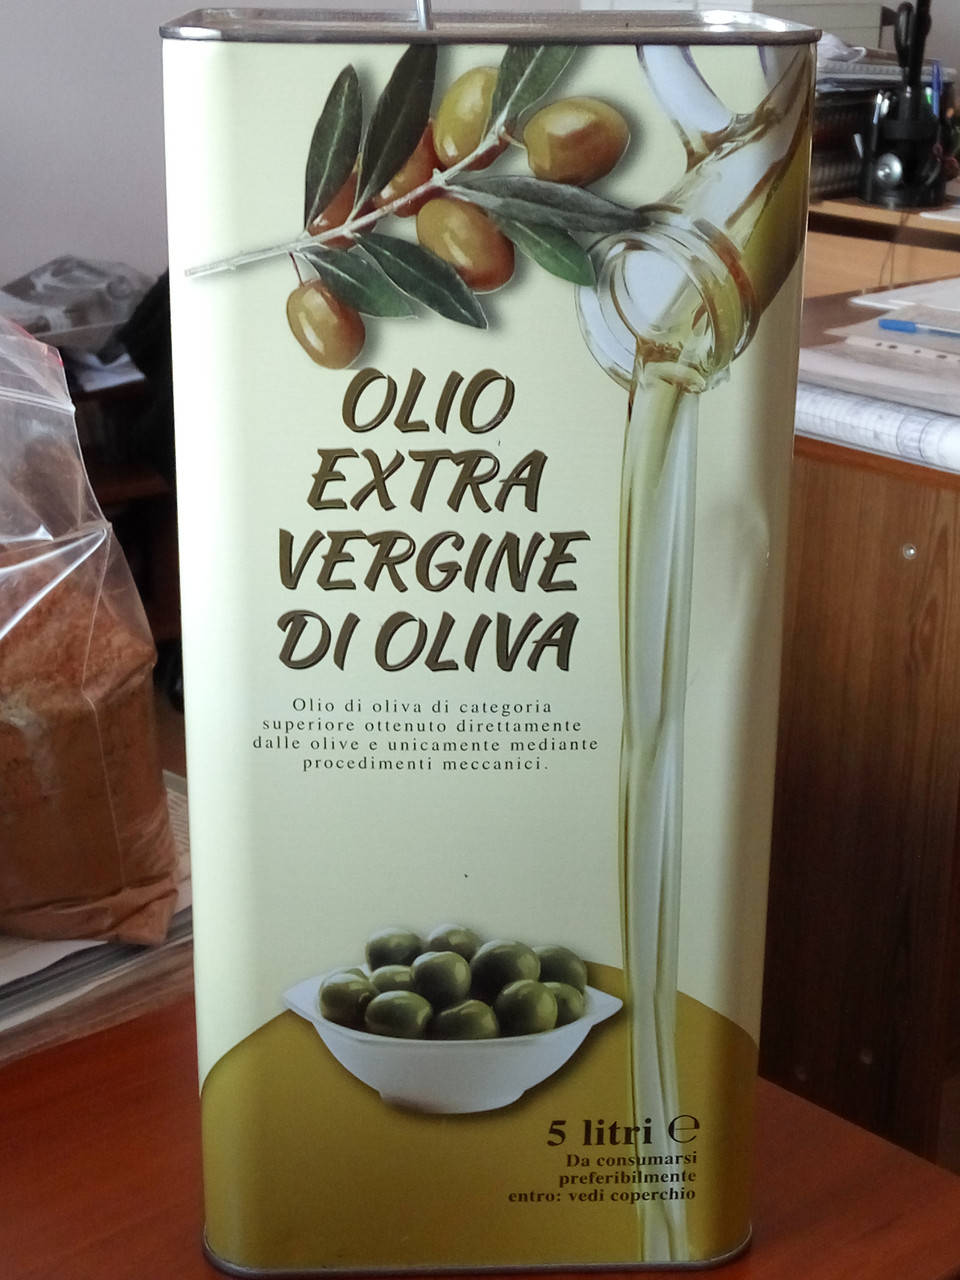 OLIO
EXTRA
VERGINE
DI OLIVA
Olio di oliva di categoria
superiore ottenuto direttamente
dalle olive e unicamente mediante
procedimenti meccanici.
5 litri ℮
Da consumarsi
preferibilmente
entro: vedi coperchio